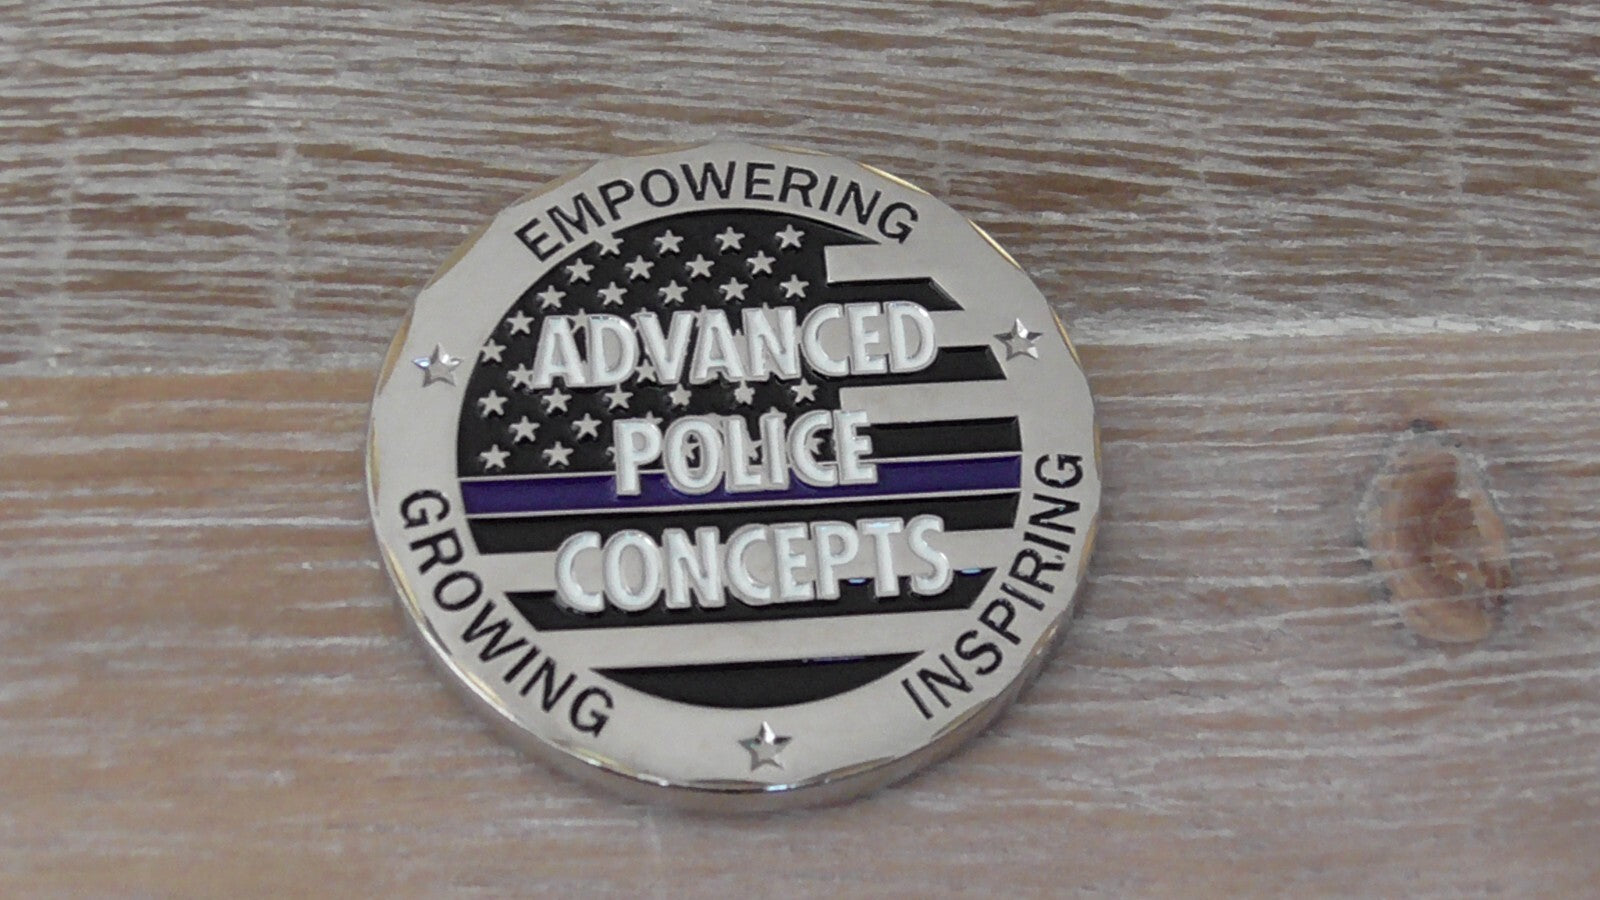 EMPOWERING
ADVANCED
POLICE
CONCEPTS
GROWING
INSPIRING